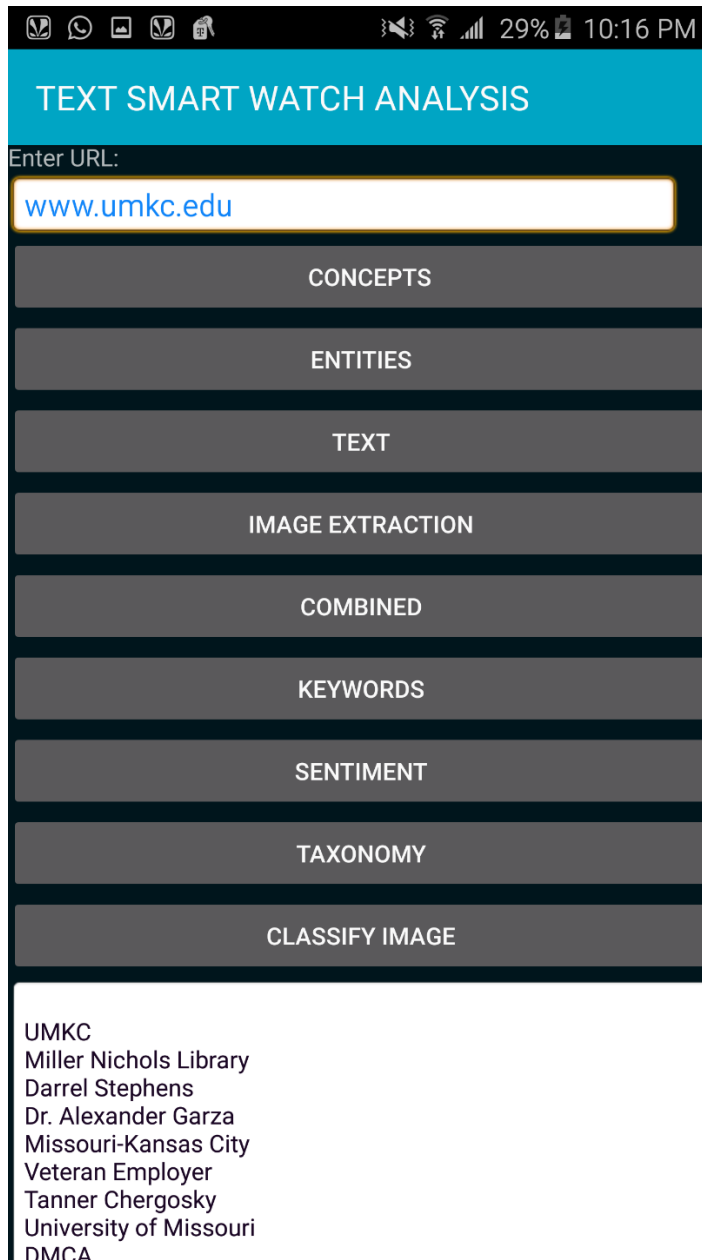 29% 10:16 PM
TEXT SMART WATCH ANALYSIS
Enter URL:
www.umkc.edu
CONCEPTS
ENTITIES
TEXT
IMAGE EXTRACTION
COMBINED
KEYWORDS
SENTIMENT
TAXONOMY
CLASSIFY IMAGE
UMKC
Miller Nichols Library
Darrel Stephens
Dr. Alexander Garza
Missouri-Kansas City
Veteran Employer
Tanner Chergosky
University of Missouri
DMCA